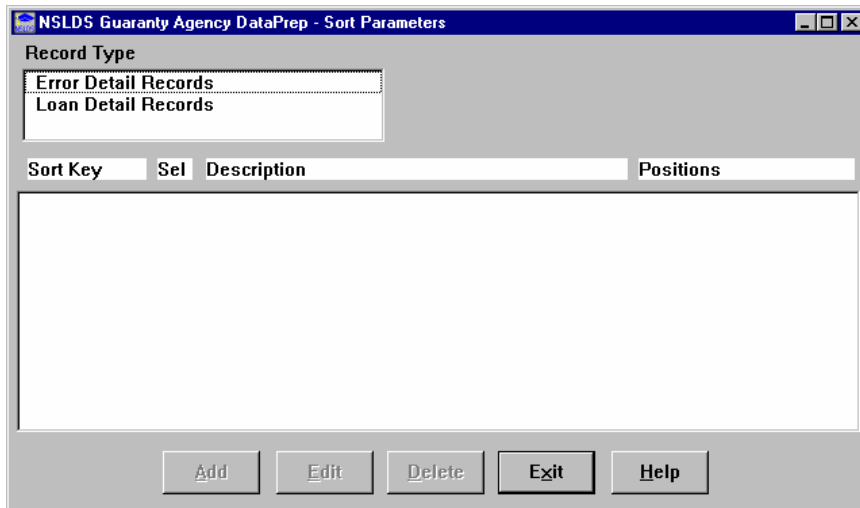 NSLDS Guaranty Agency DataPrep - Sort Parameters
Record Type
Error Detail Records
Loan Detail Records
Sort Key Sel Description Positions
Add Edit Delete Exit Help